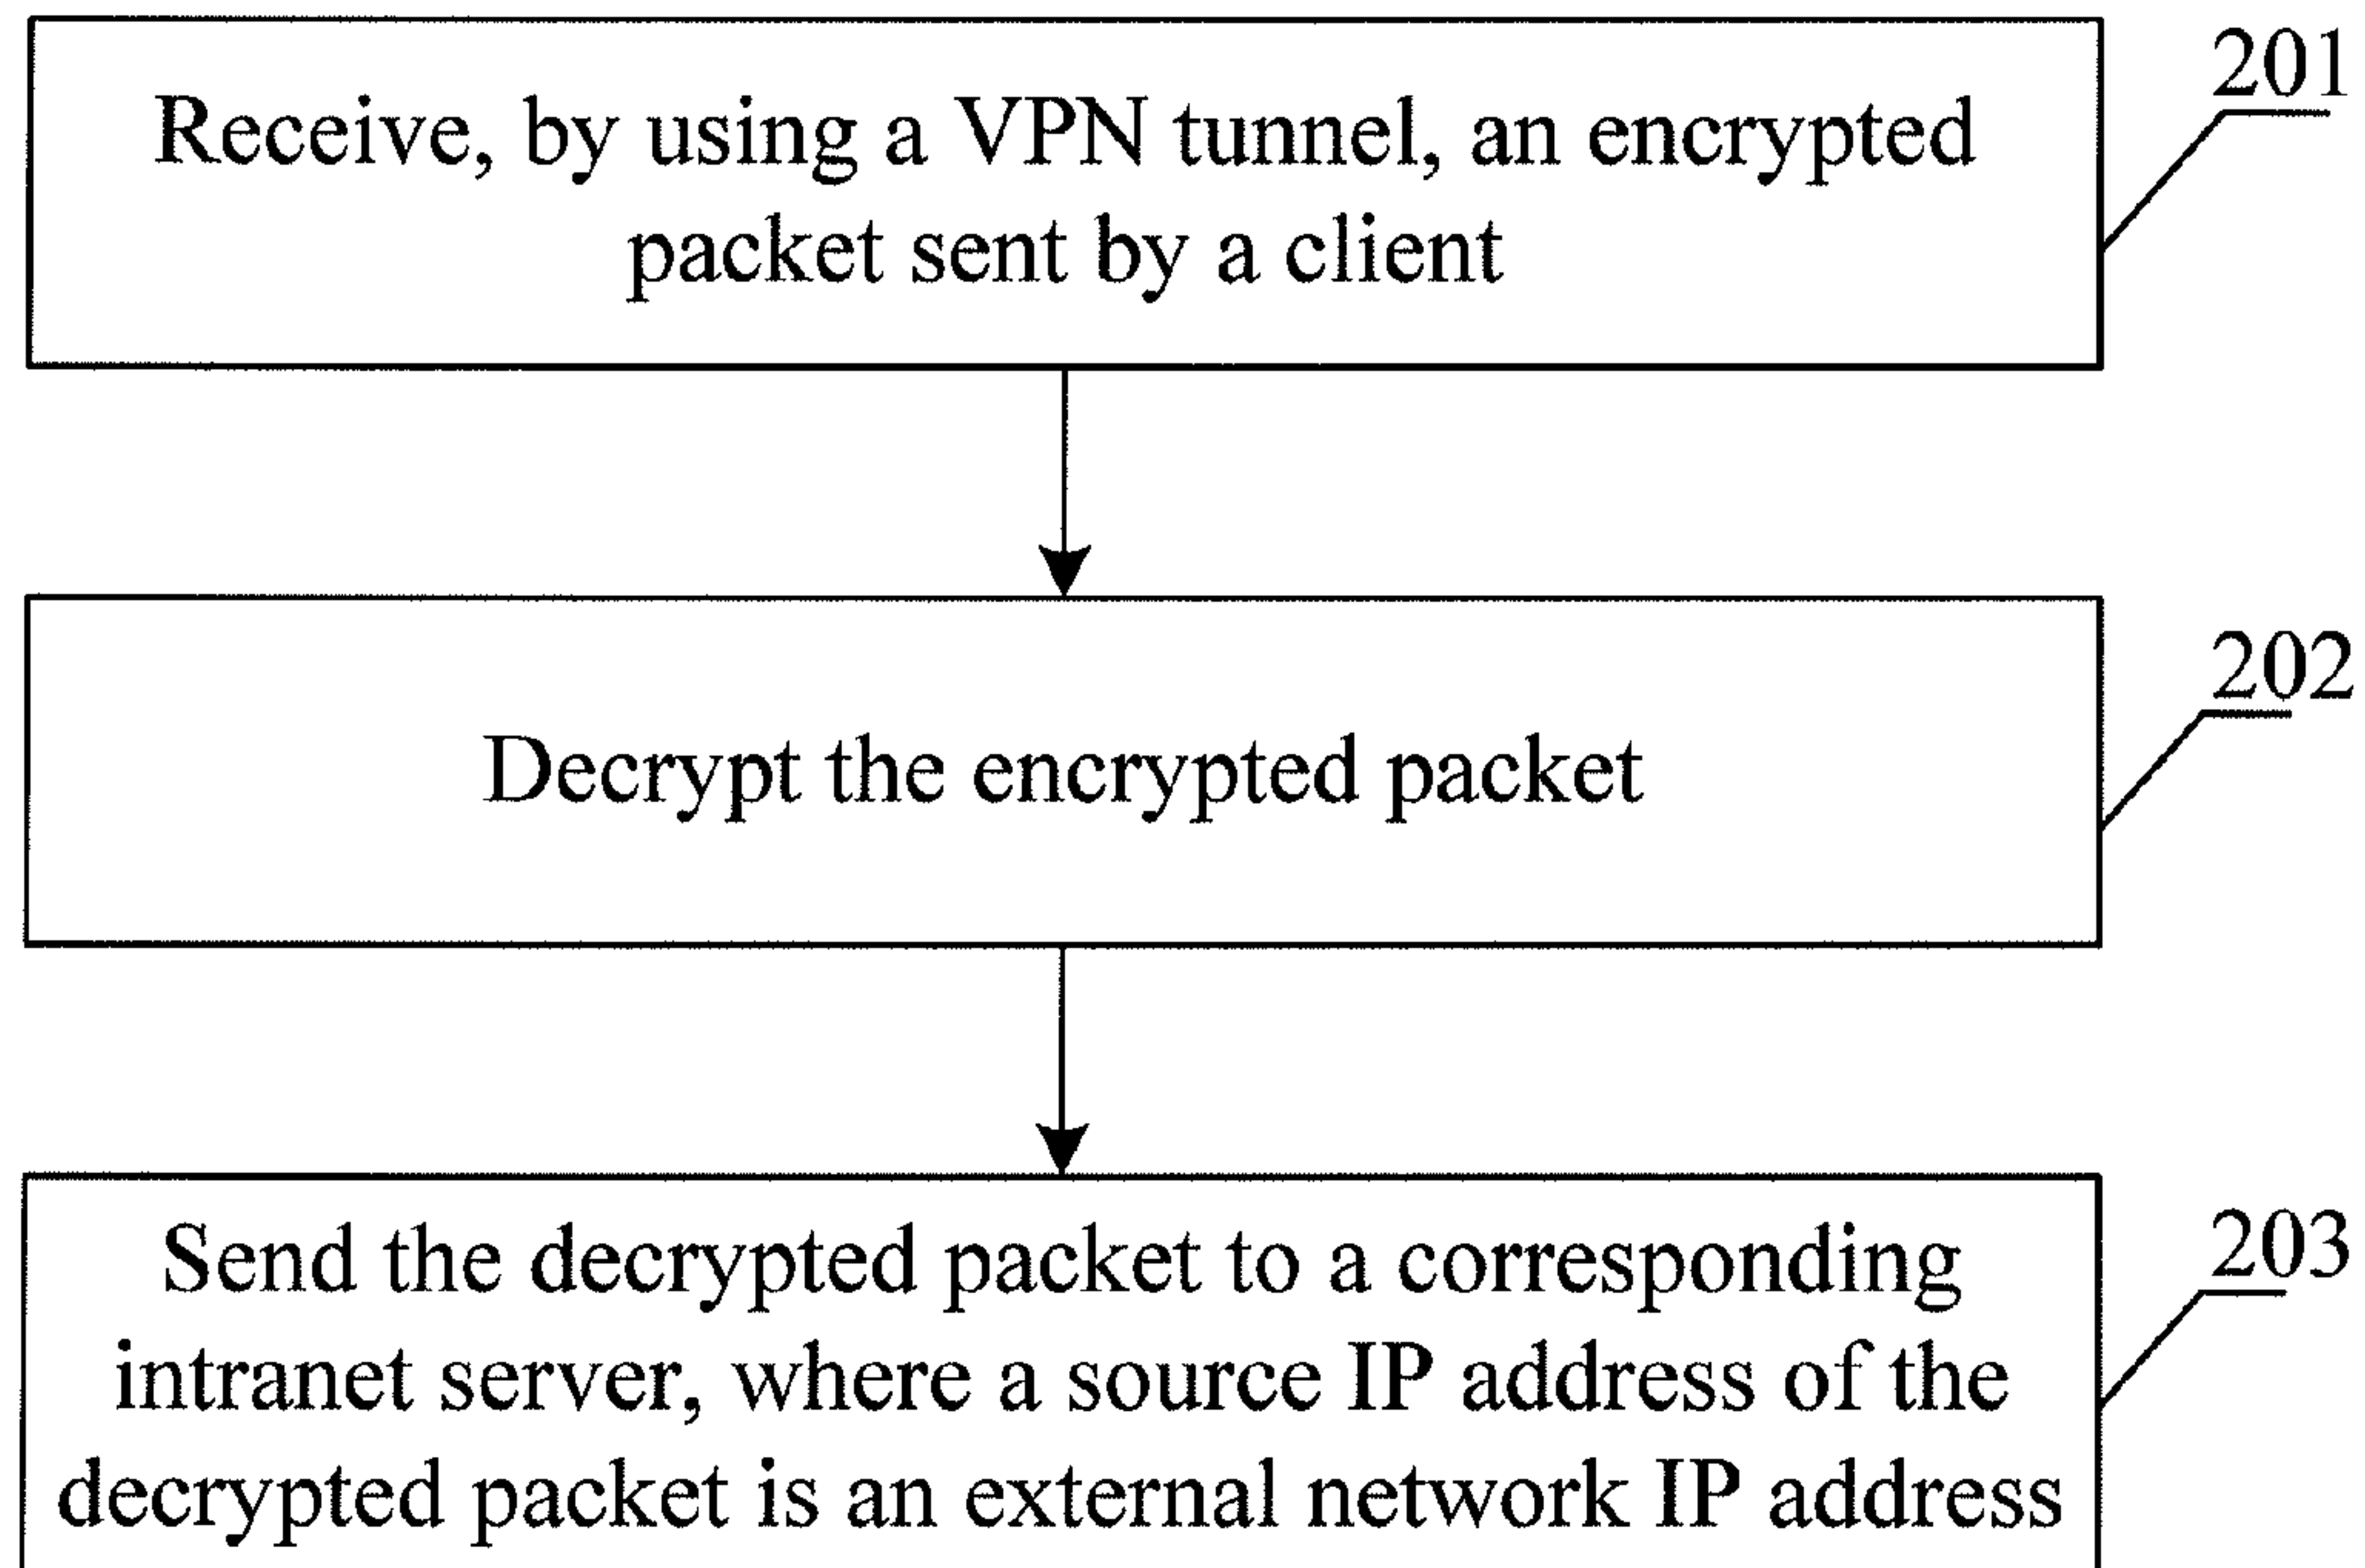 201
Receive, by using a VPN tunnel, an encrypted
packet sent by a client
202
Decrypt the encrypted packet
203
Send the decrypted packet to a corresponding
intranet server, where a source IP address of the
decrypted packet is an external network IP address